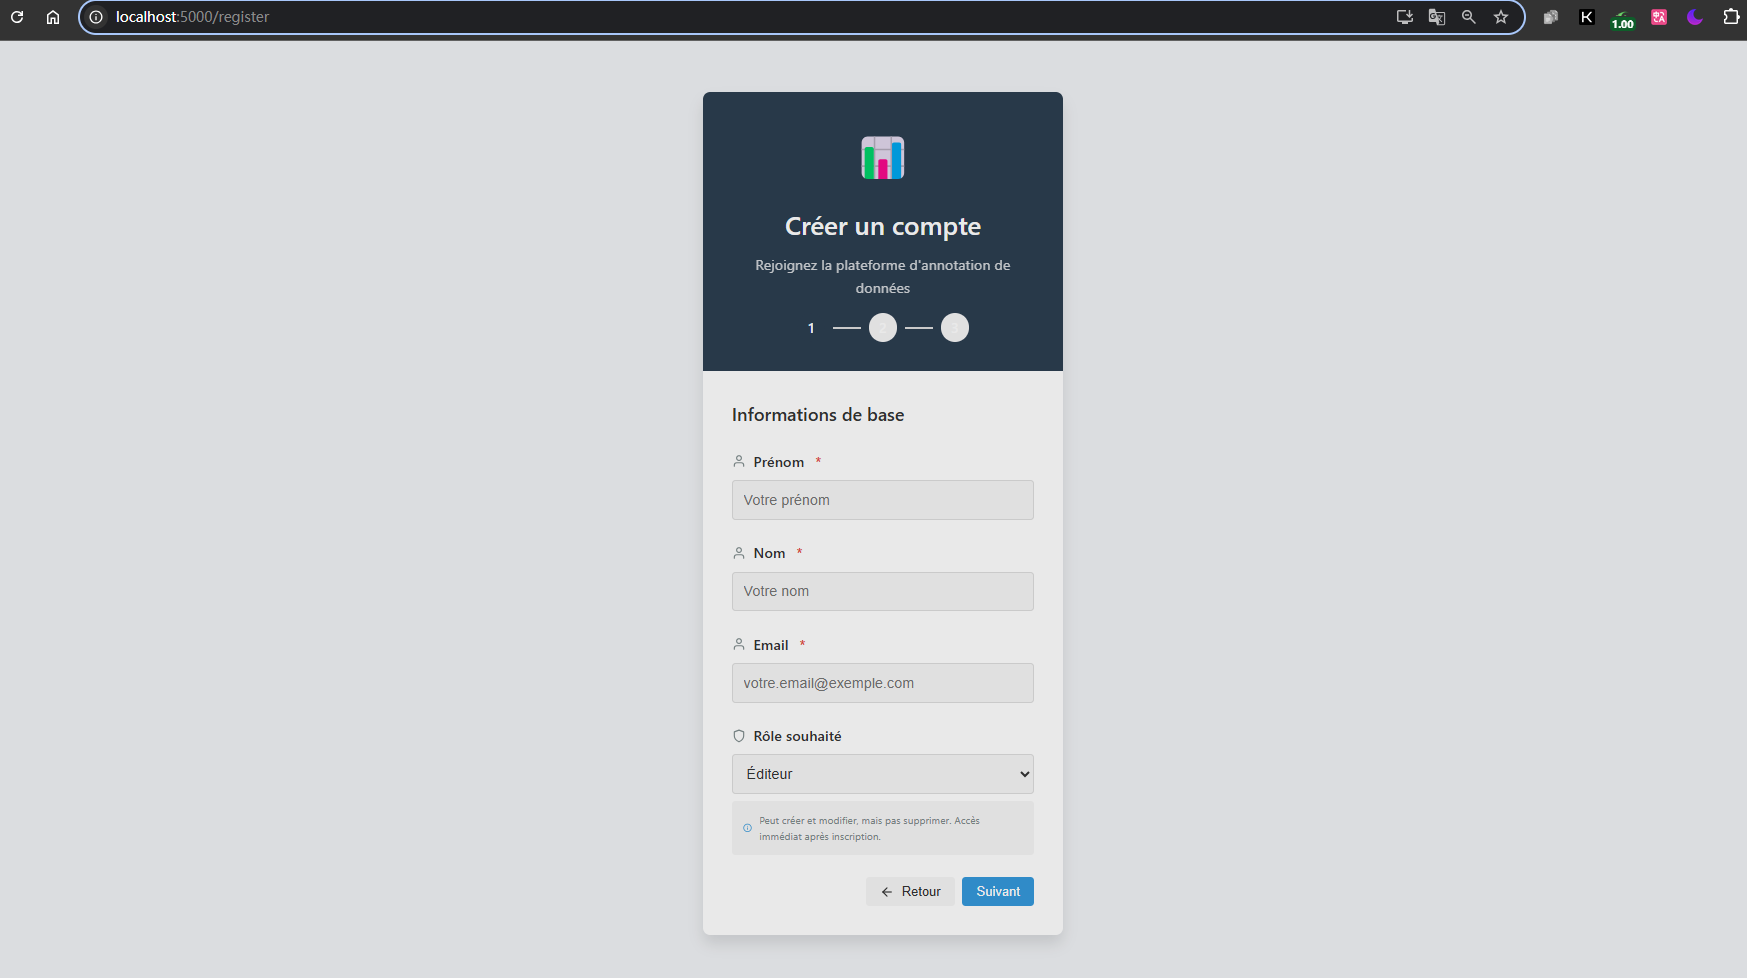 localhost:5000/register
1.00
Créer un compte
Rejoignez la plateforme d'annotation de
données
1
2
3
Informations de base
Prénom *
Votre prénom
Nom *
Votre nom
Email *
votre.email@exemple.com
Rôle souhaité
Éditeur
Peut créer et modifier, mais pas supprimer. Accès
immédiat après inscription.
Retour
Suivant